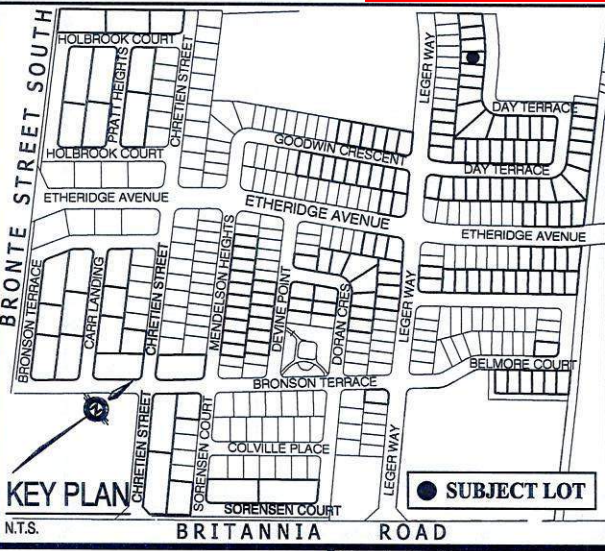 HOLBROOK COURT
PRATT HEIGHTS
CHRETIEN STREET
LEGER WAY
DAY TERRACE
BRONTE STREET SOUTH
HOLBROOK COURT
GOODWIN CRESCENT
DAY TERRACE
ETHERIDGE AVENUE
ETHERIDGE AVENUE
ETHERIDGE AVENUE
BRONSON TERRACE
CARR LANDING
CHRETIEN STREET
MENDELSON HEIGHTS
DEVINE POINT
DORAN CRES
LEGER WAY
BELMORE COURT
BRONSON TERRACE
N
CHRETIEN STREET
SORENSEN COURT
COLVILLE PLACE
LEGER WAY
KEY PLAN
SUBJECT LOT
SORENSEN COURT
N.T.S.
BRITANNIA ROAD